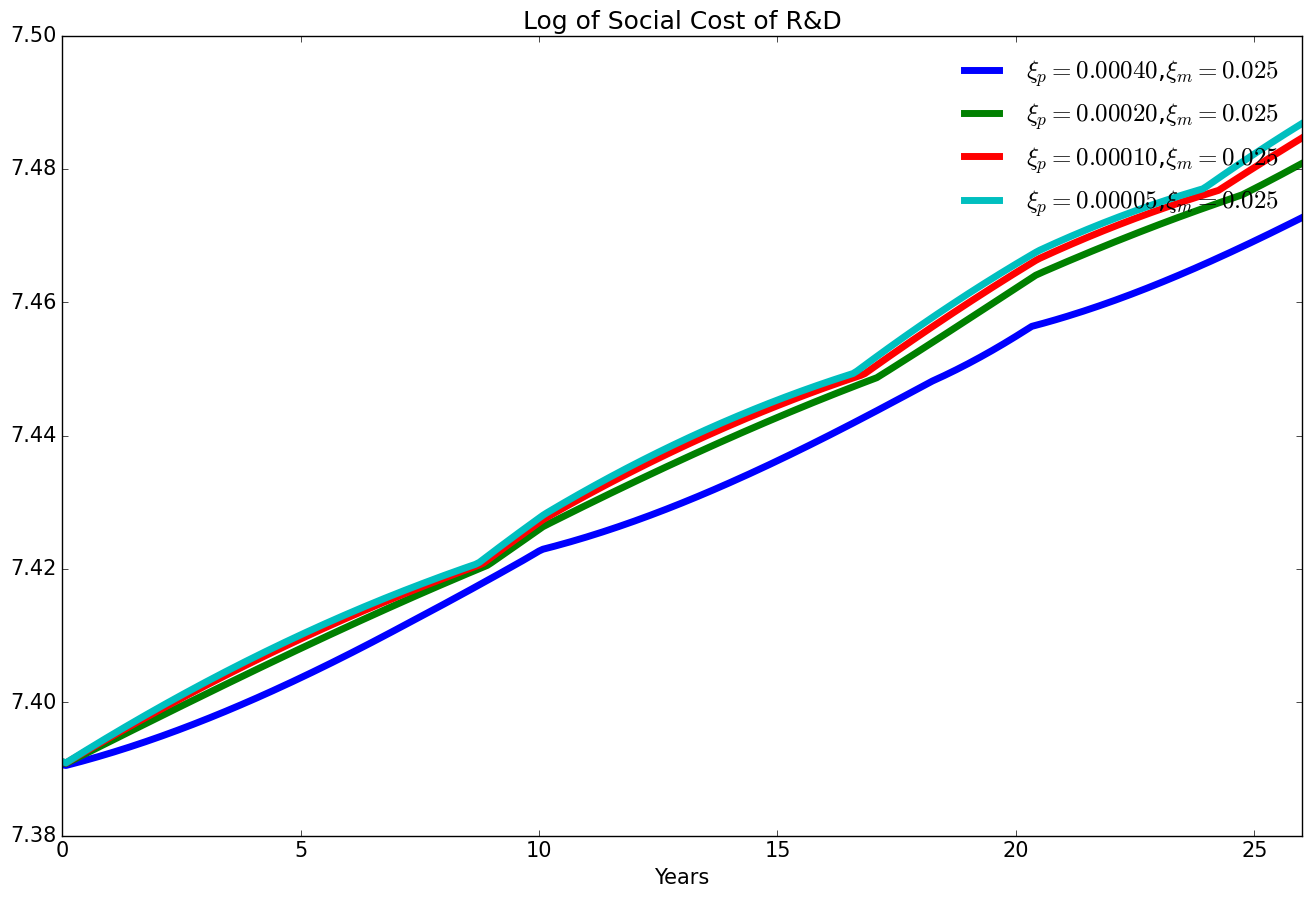 Log of Social Cost of R&D
7.50
7.48
7.46
7.44
7.42
7.40
7.38
ξₚ = 0.00040,ξₘ = 0.025
ξₚ = 0.00020,ξₘ = 0.025
ξₚ = 0.00010,ξₘ = 0.025
ξₚ = 0.00005,ξₘ = 0.025
0 5 10 15 20 25
Years